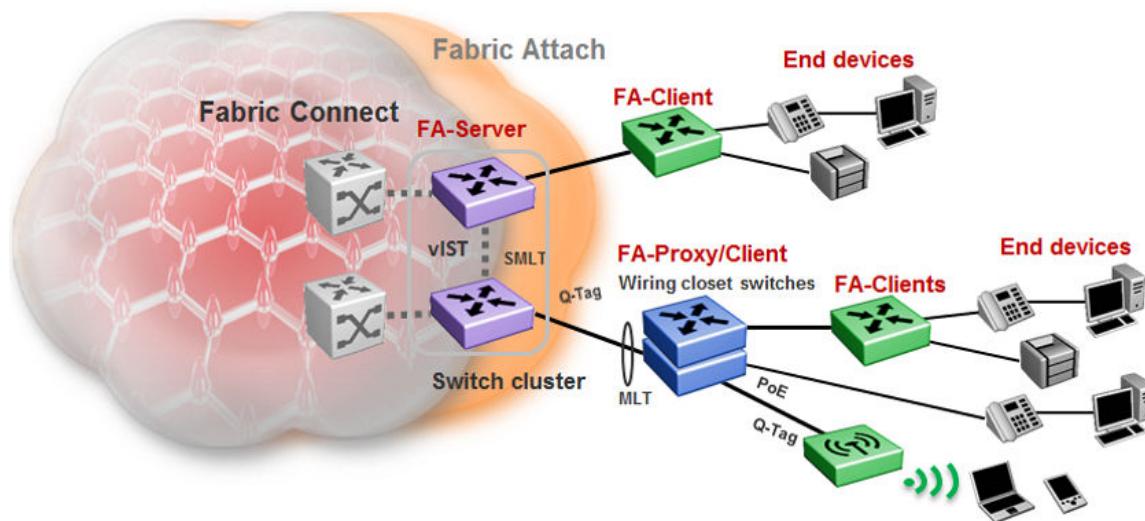 Fabric Attach
End devices
FA-Client
Fabric Connect
FA-Server
vIST
SMLT
FA-Proxy/Client
End devices
Wiring closet switches
FA-Clients
Q-Tag
Switch cluster
MLT
PoE
Q-Tag